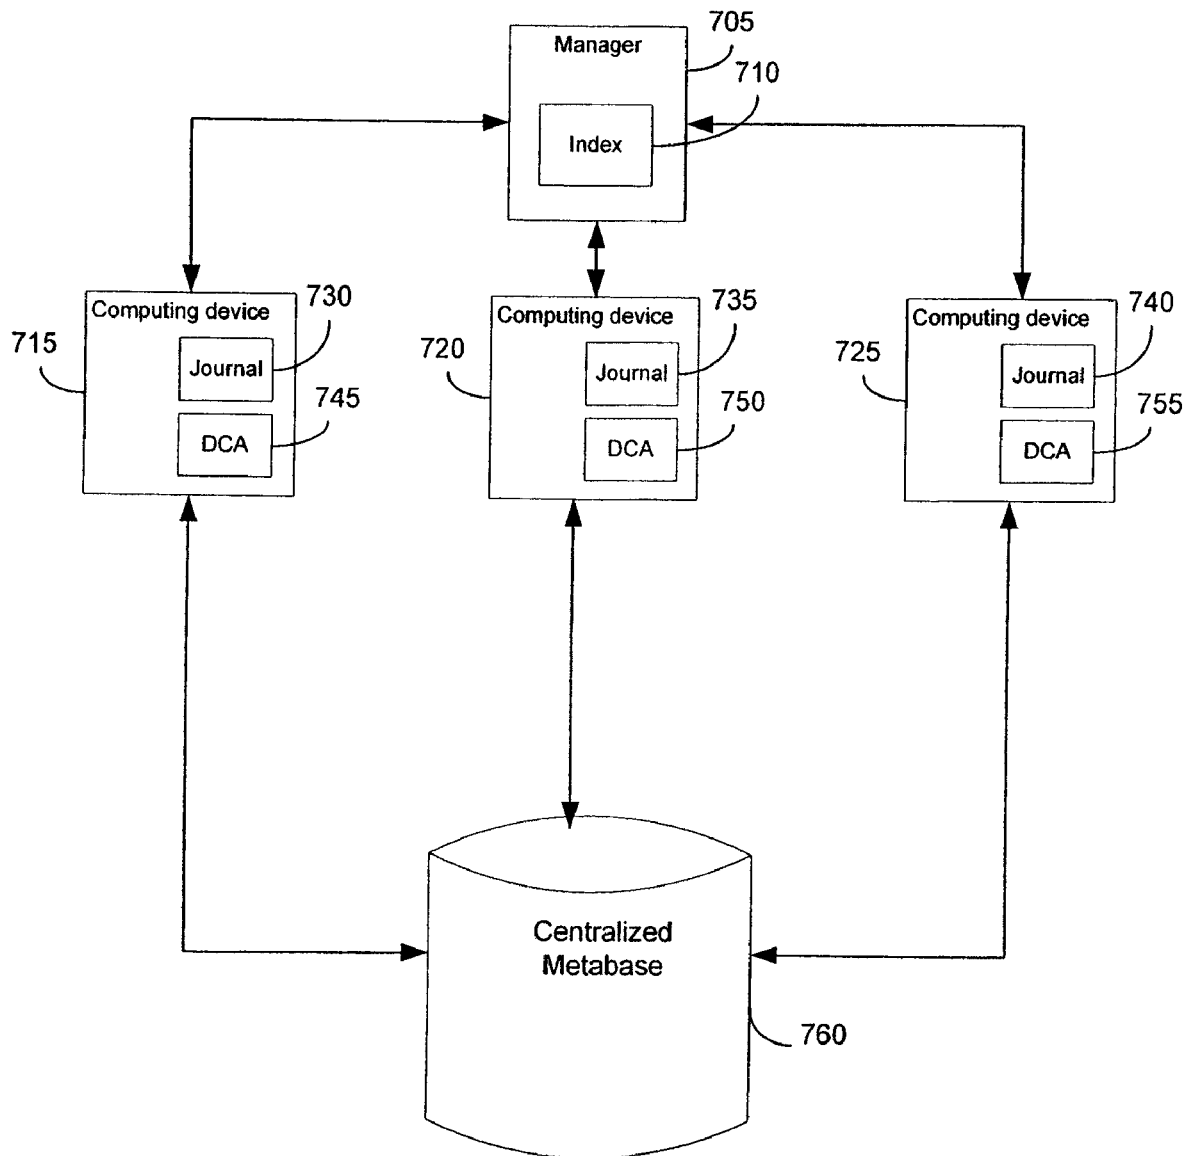 705
Manager
710
Index
Computing device
730
715
Journal
745
DCA
Computing device
735
720
Journal
750
DCA
Computing device
740
725
Journal
755
DCA
Centralized
Metabase
760